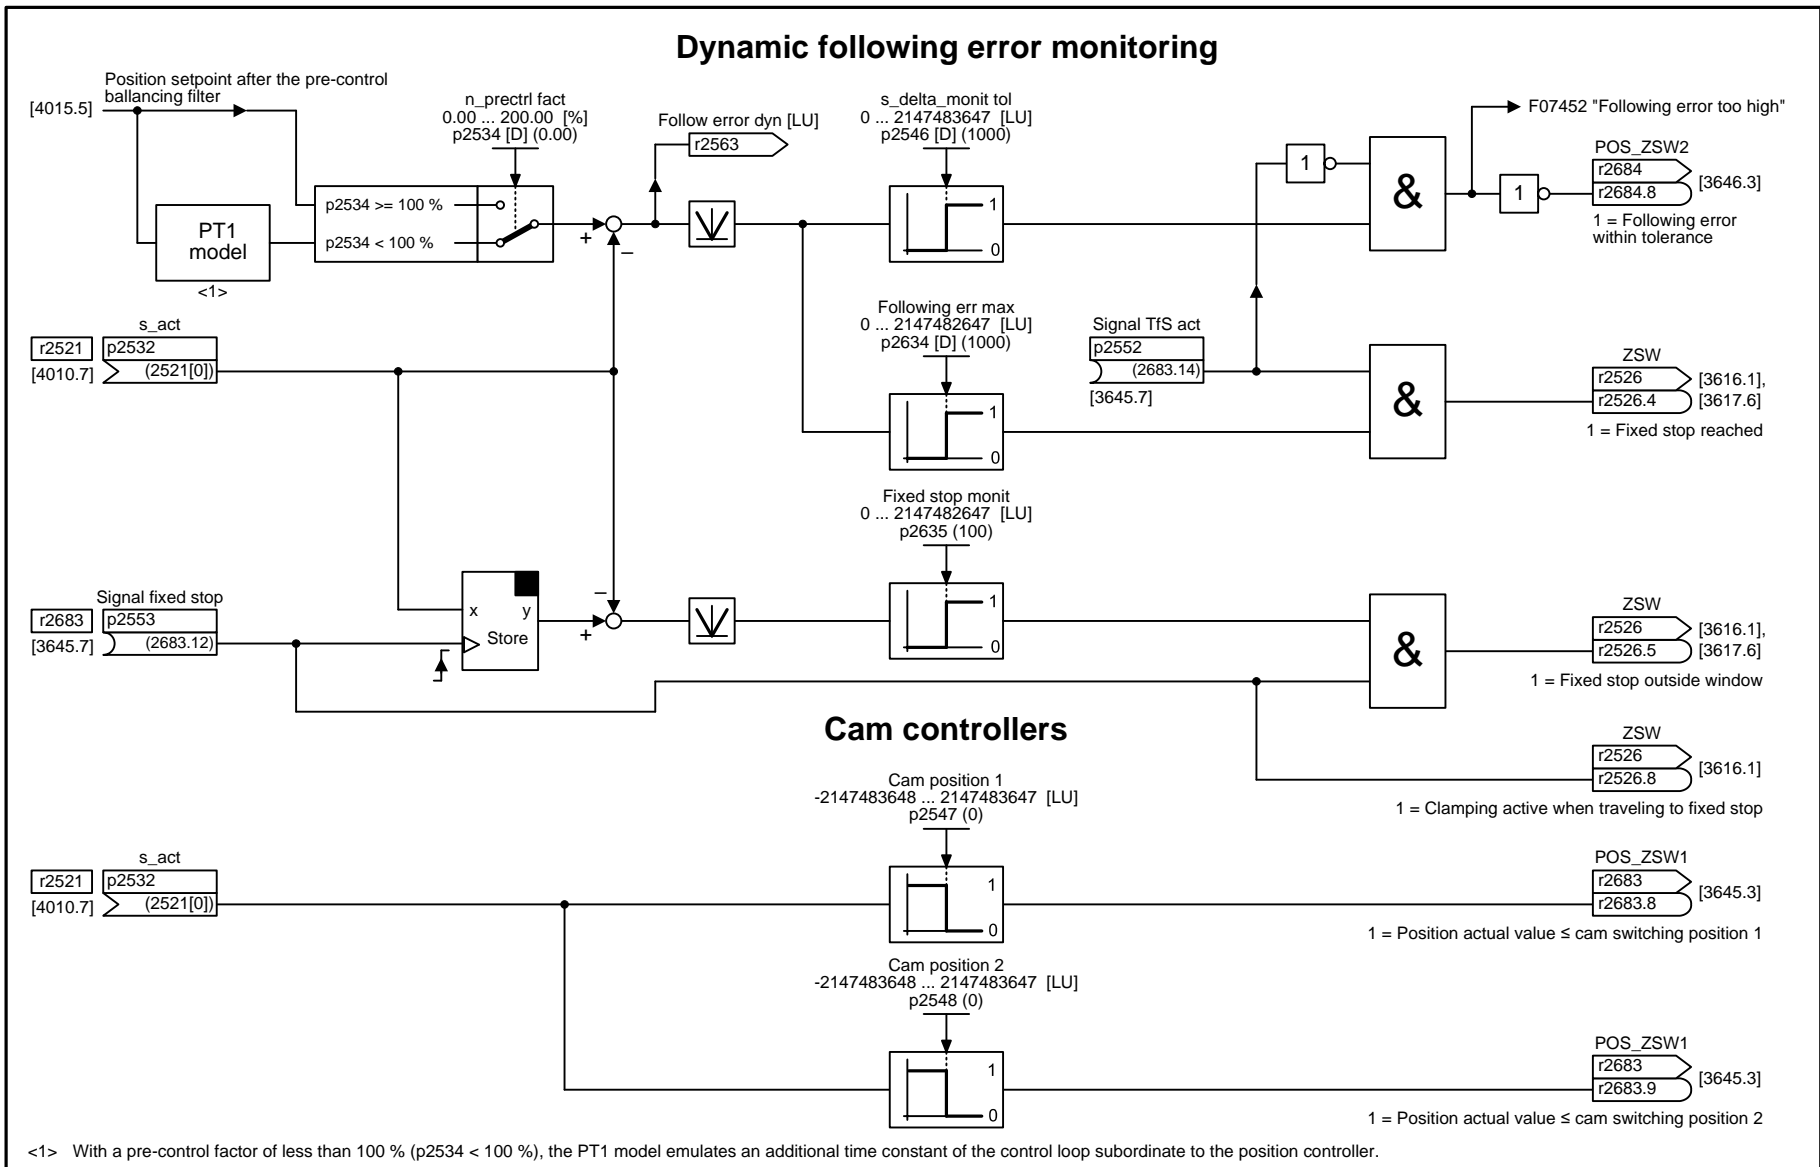 Dynamic following error monitoring
Position setpoint after the pre-control
ballancing filter
[4015.5]
n_prectrl fact
0.00 ... 200.00 [%]
p2534 [D] (0.00)
Follow error dyn [LU]
r2563
s_delta_monit tol
0 ... 2147483647 [LU]
p2546 [D] (1000)
F07452 "Following error too high"
POS_ZSW2
r2684
r2684.8
[3646.3]
1 = Following error
within tolerance
1
&
1
p2534 >= 100 %
p2534 < 100 %
PT1
model
<1>
+
–
1
0
s_act
r2521
p2532
[4010.7]
(2521[0])
Following err max
0 ... 2147482647 [LU]
p2634 [D] (1000)
1
0
Signal TfS act
p2552
(2683.14)
[3645.7]
&
ZSW
r2526
r2526.4
[3616.1],
[3617.6]
1 = Fixed stop reached
Fixed stop monit
0 ... 2147482647 [LU]
p2635 (100)
1
0
Signal fixed stop
r2683
p2553
[3645.7]
(2683.12)
x
y
Store
–
+
&
ZSW
r2526
r2526.5
[3616.1],
[3617.6]
1 = Fixed stop outside window
ZSW
r2526
r2526.8
[3616.1]
1 = Clamping active when traveling to fixed stop
Cam controllers
Cam position 1
-2147483648 ... 2147483647 [LU]
p2547 (0)
s_act
r2521
p2532
[4010.7]
(2521[0])
1
0
POS_ZSW1
r2683
r2683.8
[3645.3]
1 = Position actual value ≤ cam switching position 1
Cam position 2
-2147483648 ... 2147483647 [LU]
p2548 (0)
1
0
POS_ZSW1
r2683
r2683.9
[3645.3]
1 = Position actual value ≤ cam switching position 2
<1> With a pre-control factor of less than 100 % (p2534 < 100 %), the PT1 model emulates an additional time constant of the control loop subordinate to the position controller.